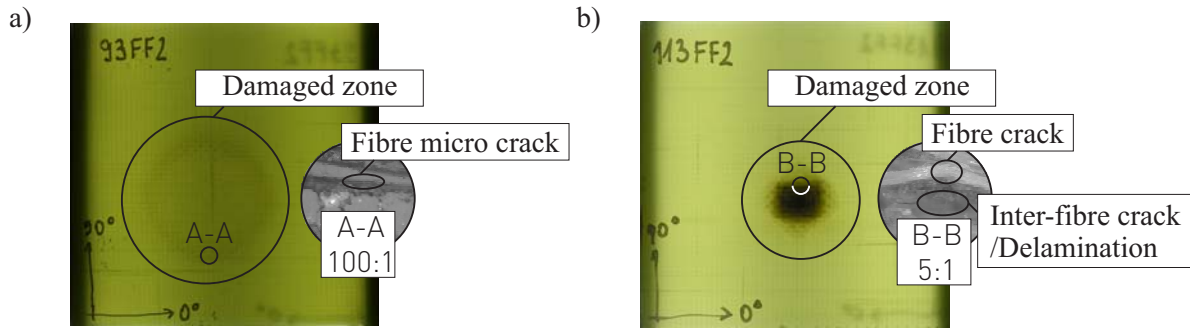 a)
93FF2
Damaged zone
Fibre micro crack
A-A
A-A
100:1
90°
0°
b)
113FF2
Damaged zone
Fibre crack
B-B
Inter-fibre crack
/Delamination
B-B
5:1
90°
0°